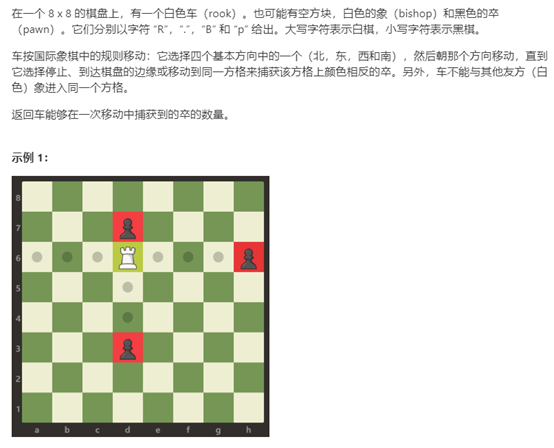 在一个 8 x 8 的棋盘上，有一个白色车（rook）。也可能有空方块，白色的象（bishop）和黑色的卒
（pawn）。它们分别以字符 “R”，“.”，“B” 和 “p” 给出。大写字符表示白棋，小写字符表示黑棋。
车按国际象棋中的规则移动：它选择四个基本方向中的一个（北，东，西和南），然后朝那个方向移动，直到
它选择停止、到达棋盘的边缘或移动到同一方格来捕获该方格上颜色相反的卒。另外，车不能与其他友方（白
色）象进入同一个方格。
返回车能够在一次移动中捕获到的卒的数量。
示例 1：
8
7
6
5
4
3
2
1
a b c d e f g h